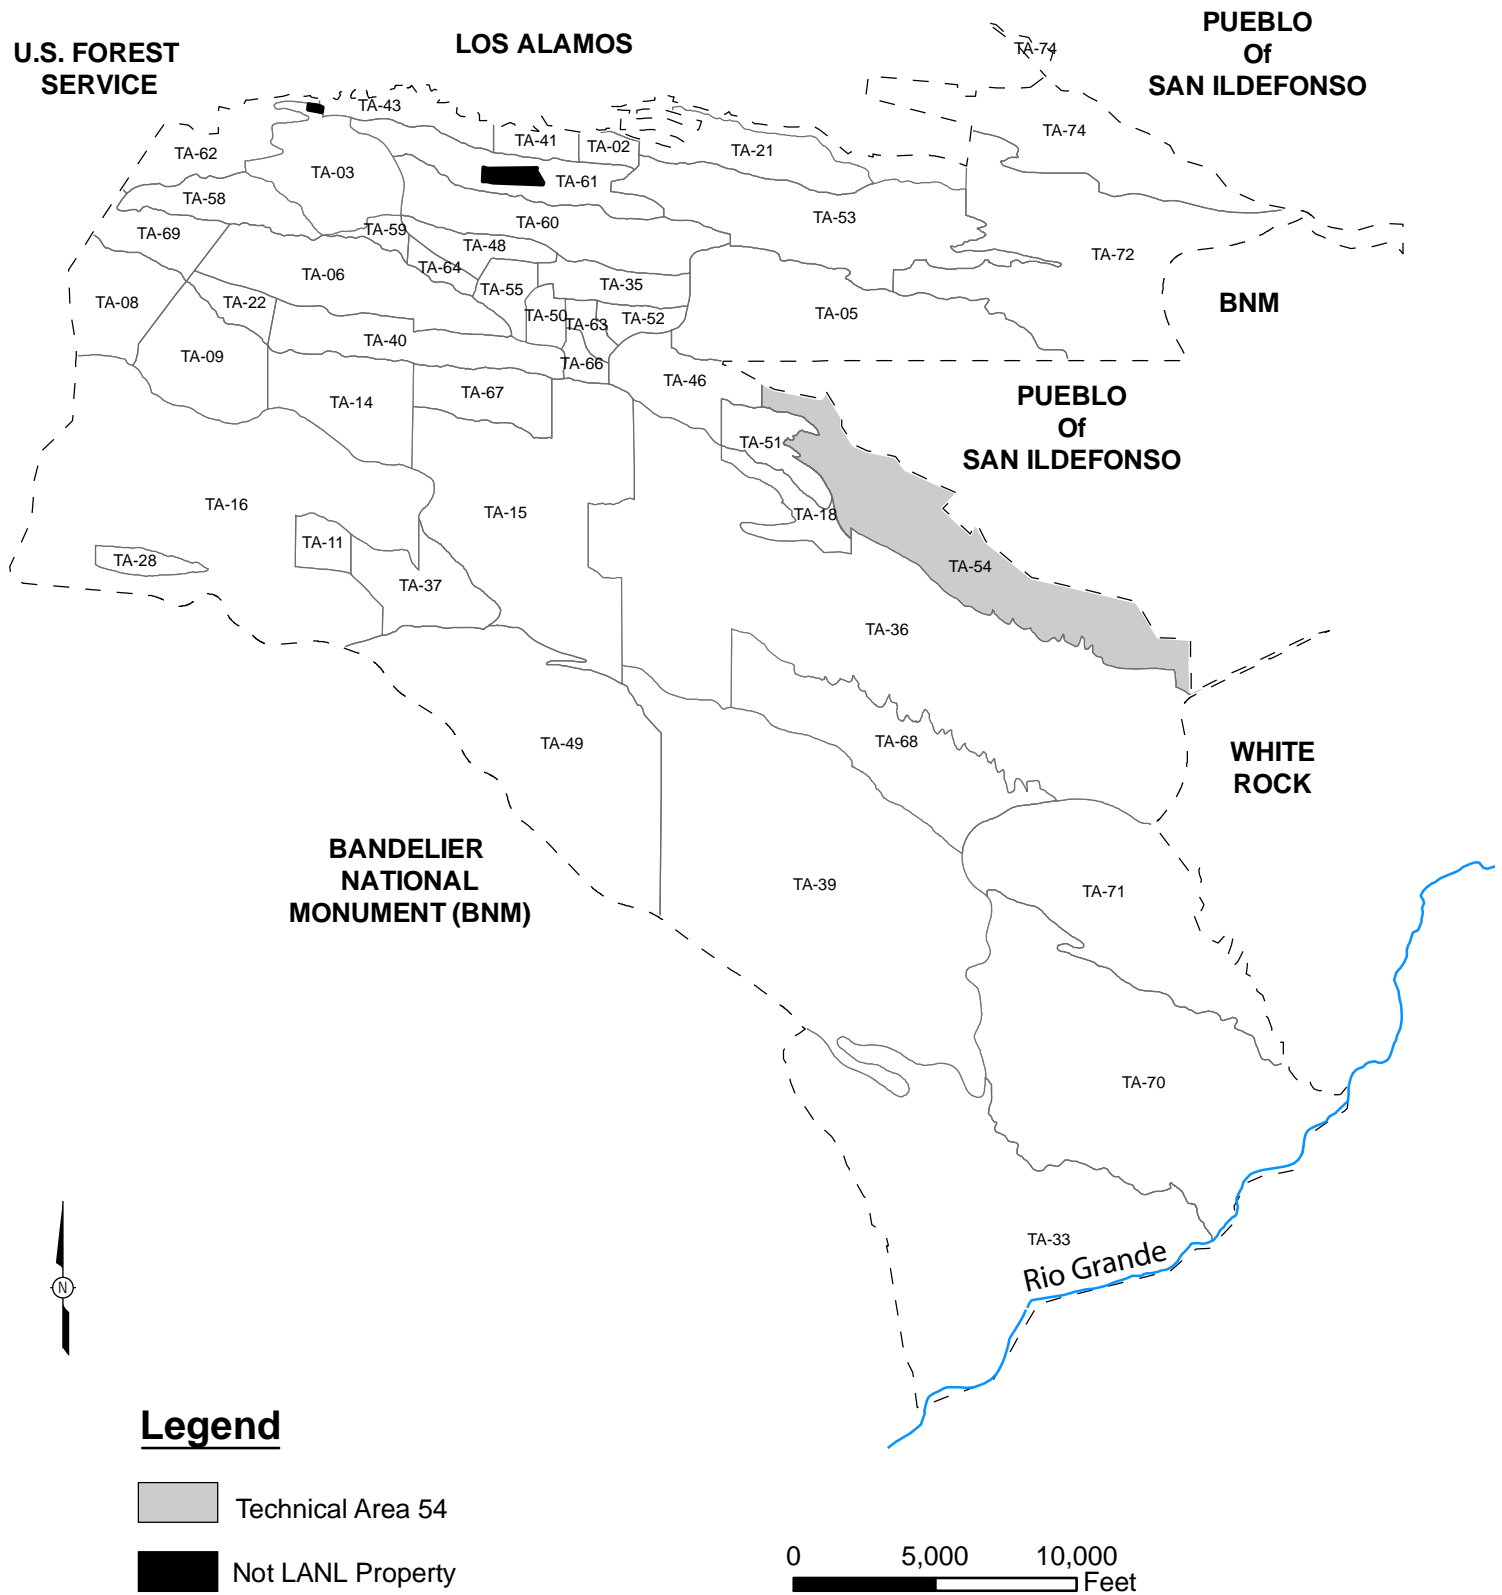 U.S. FOREST
SERVICE
LOS ALAMOS
PUEBLO
Of
SAN ILDEFONSO
TA-74
TA-43
TA-74
TA-41
TA-02
TA-21
TA-62
TA-03
TA-61
TA-58
TA-53
TA-60
TA-59
TA-69
TA-48
TA-72
TA-64
TA-06
TA-55
TA-35
TA-08
TA-22
TA-50
TA-63
TA-52
TA-05
BNM
TA-40
TA-09
TA-66
TA-46
TA-67
TA-14
PUEBLO
Of
SAN ILDEFONSO
TA-51
TA-16
TA-15
TA-18
TA-11
TA-28
TA-37
TA-54
TA-36
TA-49
TA-68
WHITE
ROCK
BANDELIER
NATIONAL
MONUMENT (BNM)
TA-39
TA-71
TA-70
TA-33
Rio Grande
N
Legend
Technical Area 54
Not LANL Property
0 5,000 10,000
Feet